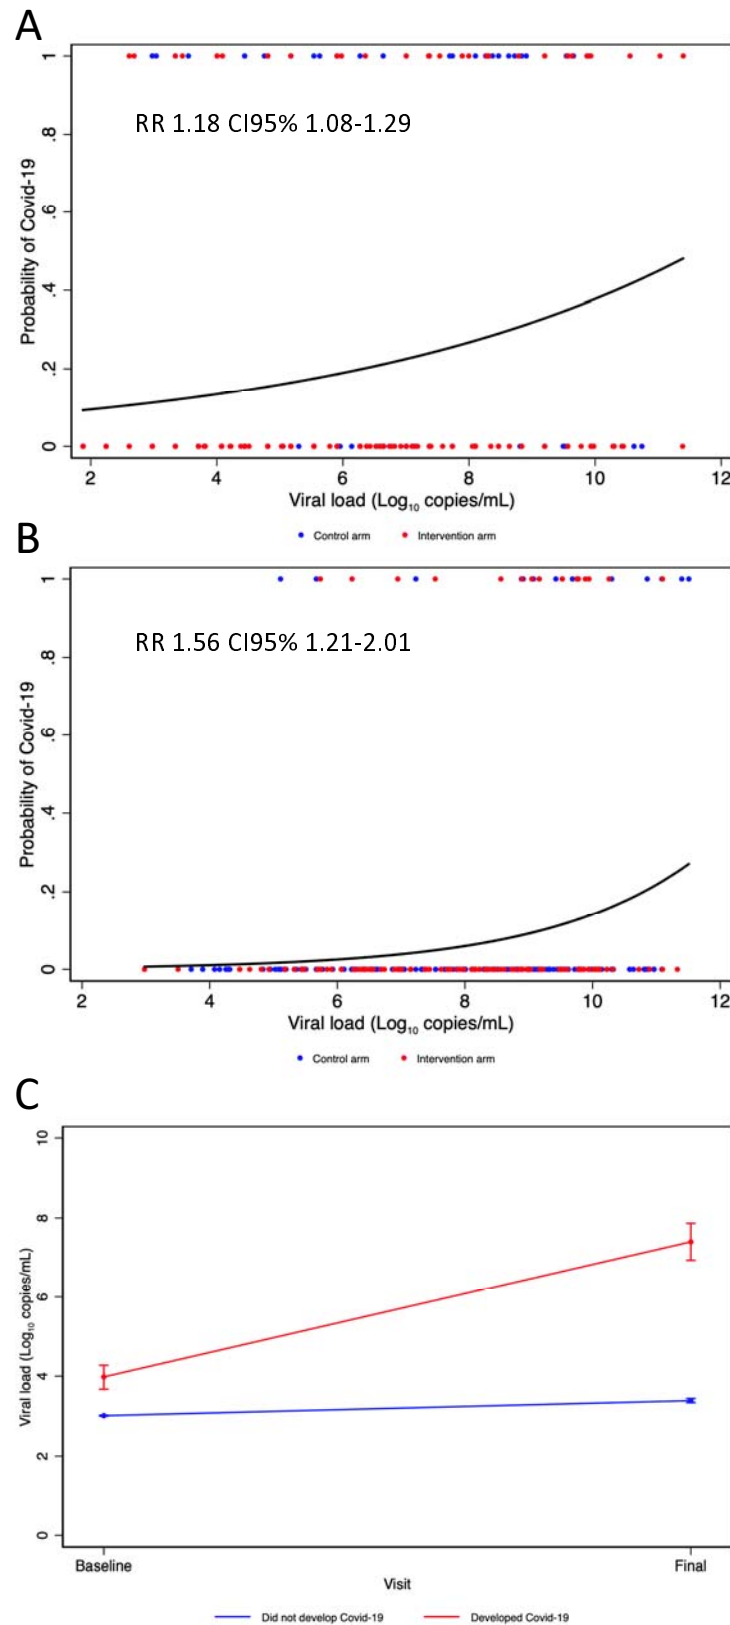 A
1
.8
.6
.4
.2
0
Probability of Covid-19
RR 1.18 CI95% 1.08-1.29
2 4 6 8 10 12
Viral load (Log₁₀ copies/mL)
Control arm Intervention arm
B
1
.8
.6
.4
.2
0
Probability of Covid-19
RR 1.56 CI95% 1.21-2.01
2 4 6 8 10 12
Viral load (Log₁₀ copies/mL)
Control arm Intervention arm
C
10
8
6
4
2
0
Viral load (Log₁₀ copies/mL)
Baseline Final
Visit
Did not develop Covid-19 Developed Covid-19